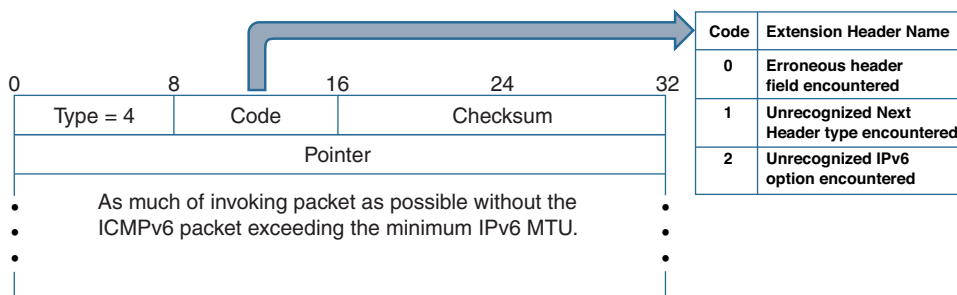 Code Extension Header Name
0 Erroneous header
field encountered
1 Unrecognized Next
Header type encountered
2 Unrecognized IPv6
option encountered
0 8 16 24 32
Type = 4 Code Checksum
Pointer
As much of invoking packet as possible without the
ICMPv6 packet exceeding the minimum IPv6 MTU.